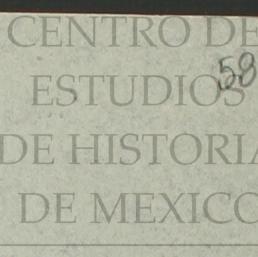 CENTRO DE
58
ESTUDIOS
DE HISTORIA
DE MEXICO